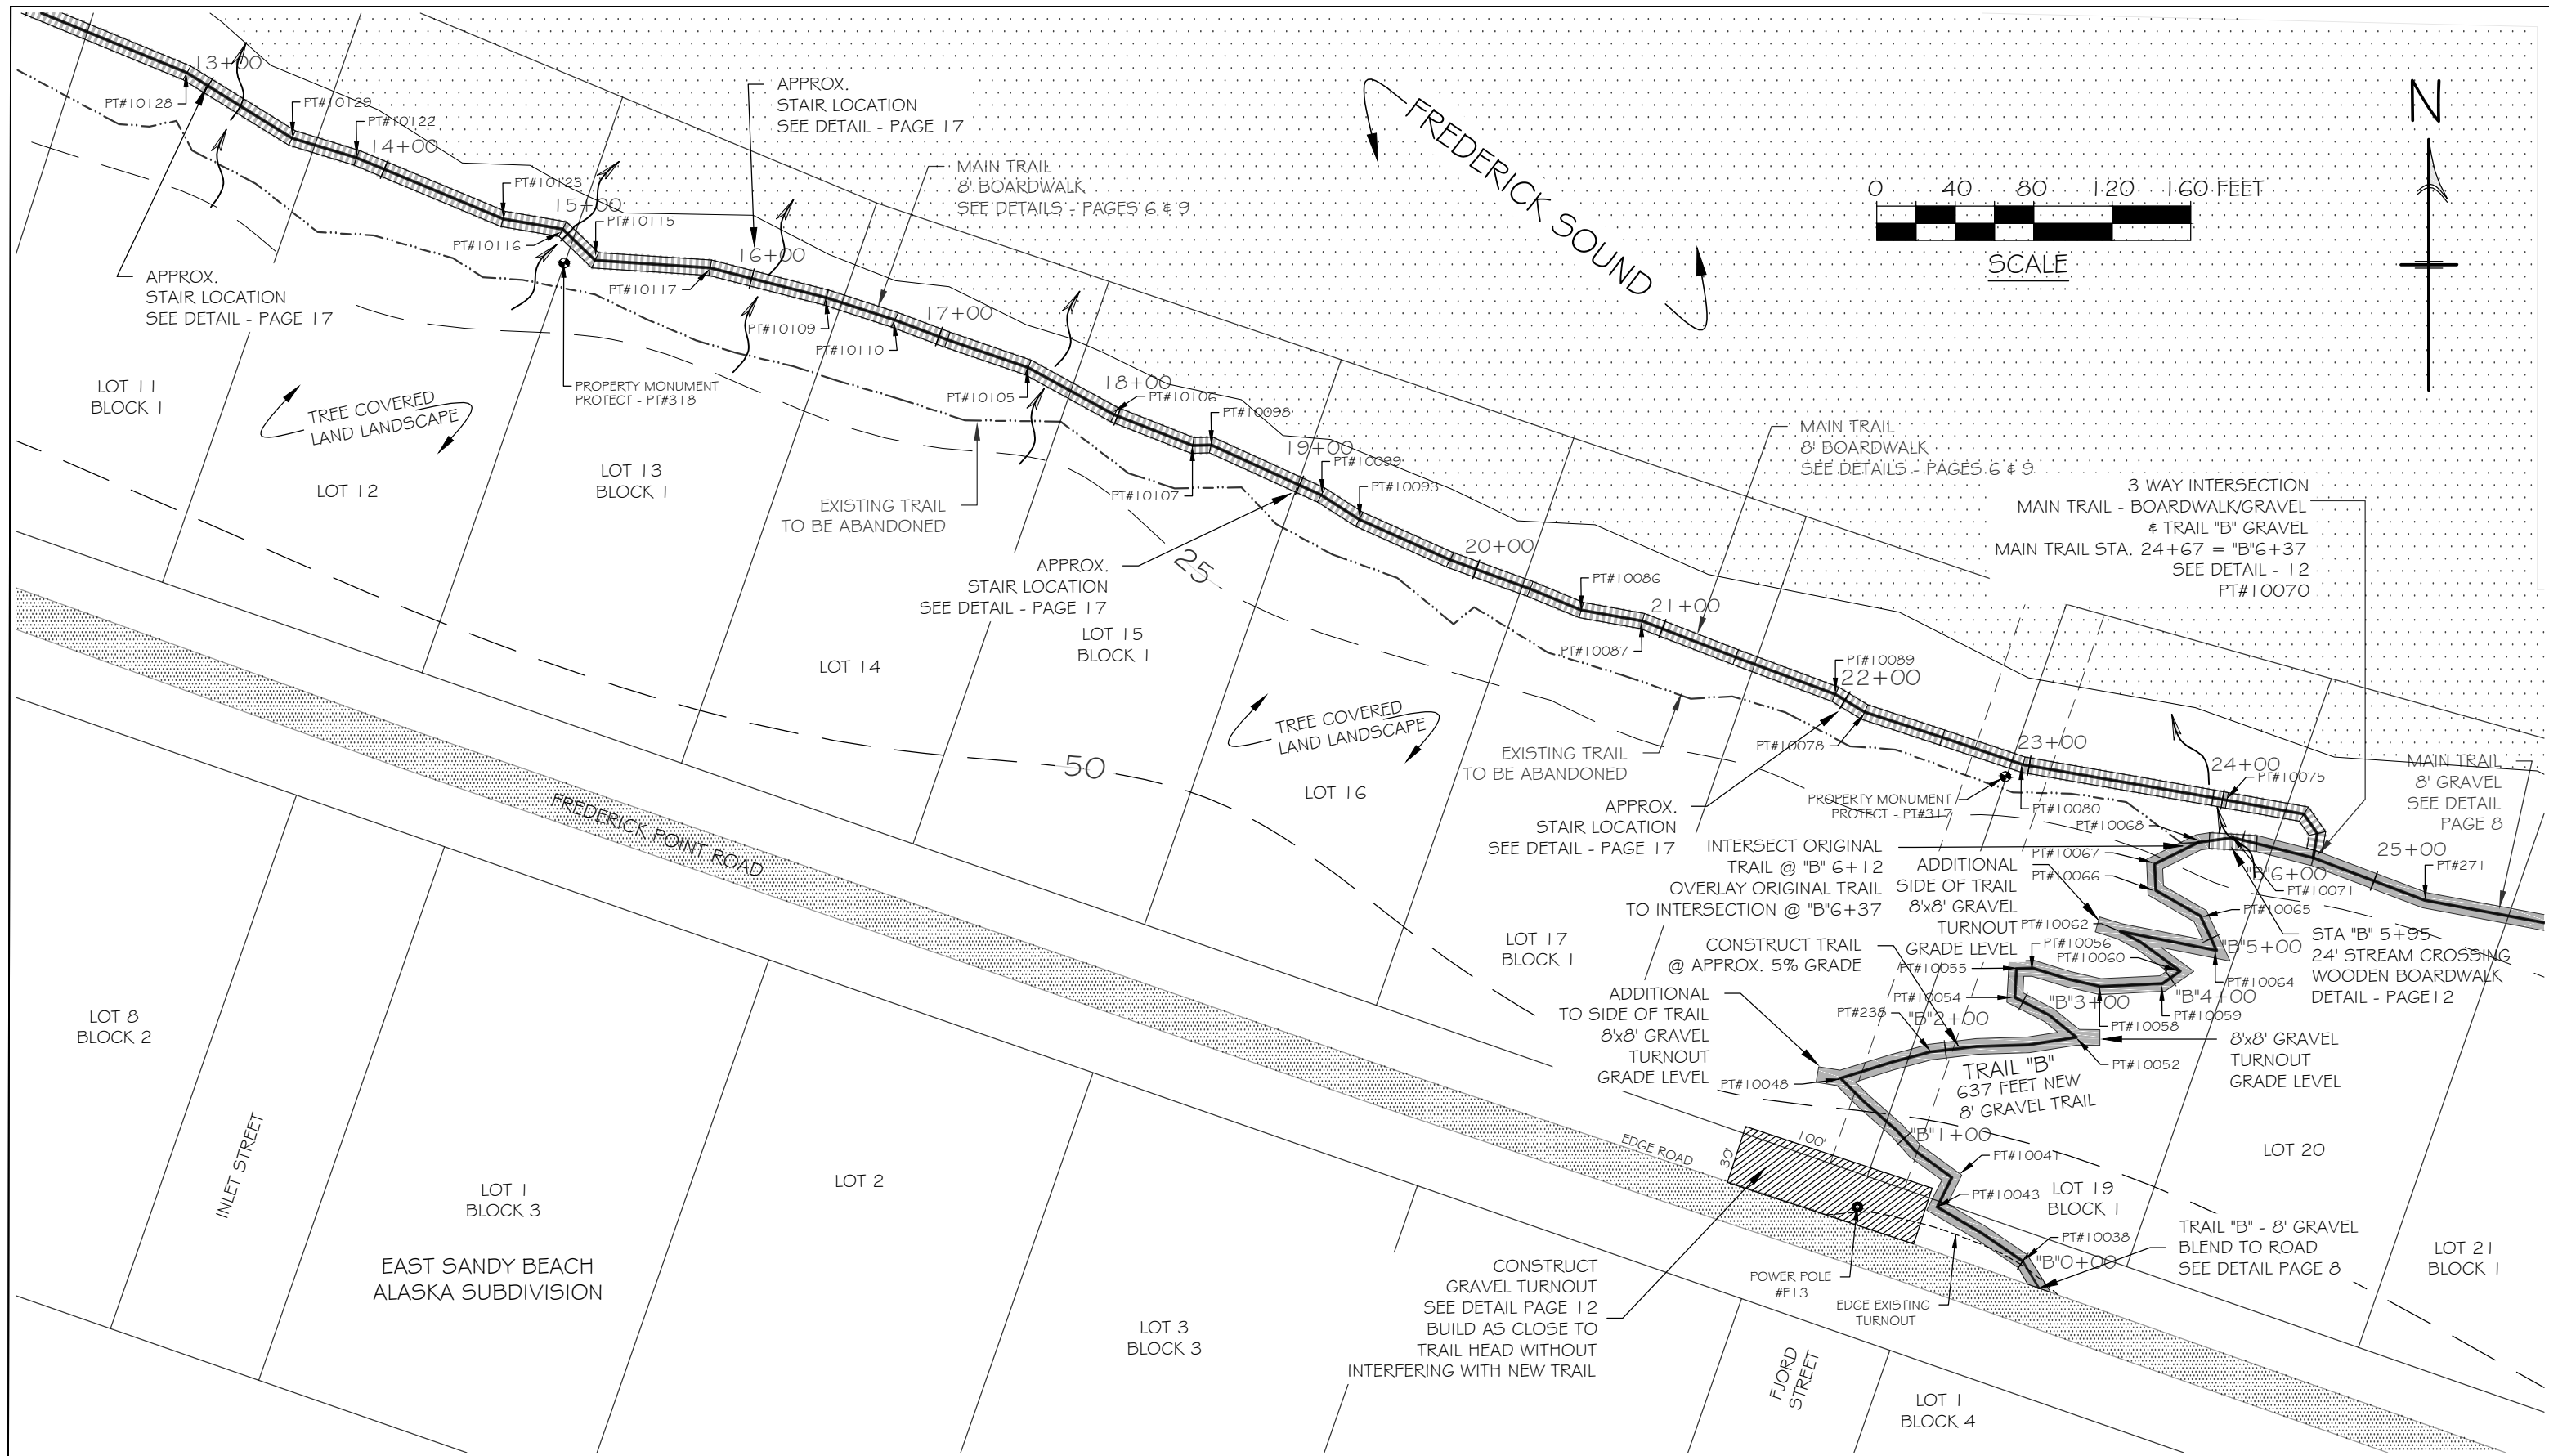 13+00
PT#10128
PT#10129
PT#10122
14+00
PT#10123
15+00
PT#10116
PT#10115
APPROX.
STAIR LOCATION
SEE DETAIL - PAGE 17
APPROX.
STAIR LOCATION
SEE DETAIL - PAGE 17
MAIN TRAIL
8' BOARDWALK
SEE DETAILS - PAGES 6 & 9
16+00
PT#10117
PT#10109
PT#10110
17+00
PROPERTY MONUMENT
PROTECT - PT#318
FREDERICK SOUND
0 40 80 120 160 FEET
SCALE
N
LOT 11
BLOCK 1
TREE COVERED
LAND LANDSCAPE
LOT 12
LOT 13
BLOCK 1
PT#10105
18+00
PT#10106
PT#10098
19+00
PT#10099
PT#10107
PT#10093
EXISTING TRAIL
TO BE ABANDONED
APPROX.
STAIR LOCATION
SEE DETAIL - PAGE 17
25
20+00
PT#10086
21+00
PT#10087
MAIN TRAIL
8' BOARDWALK
SEE DETAILS - PAGES 6 & 9
3 WAY INTERSECTION
MAIN TRAIL - BOARDWALK/GRAVEL
& TRAIL "B" GRAVEL
MAIN TRAIL STA. 24+67 = "B"6+37
SEE DETAIL - 12
PT#10070
LOT 14
LOT 15
BLOCK 1
PT#10089
22+00
PT#10078
TREE COVERED
LAND LANDSCAPE
50
LOT 16
EXISTING TRAIL
TO BE ABANDONED
23+00
PT#10080
PROPERTY MONUMENT
PROTECT - PT#317
24+00
PT#10075
PT#10068
MAIN TRAIL
8' GRAVEL
SEE DETAIL
PAGE 8
APPROX.
STAIR LOCATION
SEE DETAIL - PAGE 17
INTERSECT ORIGINAL
TRAIL @ "B" 6+12
OVERLAY ORIGINAL TRAIL
TO INTERSECTION @ "B"6+37
ADDITIONAL
SIDE OF TRAIL
8'x8' GRAVEL
TURNOUT
GRADE LEVEL
PT#10067
PT#10066
"B"6+00
PT#10071
25+00
PT#271
PT#10065
PT#10062
"B"5+00
PT#10064
STA "B" 5+95
24' STREAM CROSSING
WOODEN BOARDWALK
DETAIL - PAGE12
CONSTRUCT TRAIL
@ APPROX. 5% GRADE
PT#10056
PT#10060
PT#10055
PT#10054
"B"3+00
"B"4+00
PT#10059
PT#10058
PT#238
"B"2+00
LOT 17
BLOCK 1
ADDITIONAL
TO SIDE OF TRAIL
8'x8' GRAVEL
TURNOUT
GRADE LEVEL
PT#10048
TRAIL "B"
637 FEET NEW
8' GRAVEL TRAIL
PT#10052
8'x8' GRAVEL
TURNOUT
GRADE LEVEL
FREDERICK POINT ROAD
LOT 8
BLOCK 2
INLET STREET
LOT 1
BLOCK 3
EAST SANDY BEACH
ALASKA SUBDIVISION
LOT 2
LOT 3
BLOCK 3
EDGE ROAD
30'
100'
"B"1+00
PT#10041
PT#10043
LOT 19
BLOCK 1
LOT 20
PT#10038
"B"0+00
TRAIL "B" - 8' GRAVEL
BLEND TO ROAD
SEE DETAIL PAGE 8
LOT 21
BLOCK 1
CONSTRUCT
GRAVEL TURNOUT
SEE DETAIL PAGE 12
BUILD AS CLOSE TO
TRAIL HEAD WITHOUT
INTERFERING WITH NEW TRAIL
POWER POLE
#F13
EDGE EXISTING
TURNOUT
FJORD
STREET
LOT 1
BLOCK 4